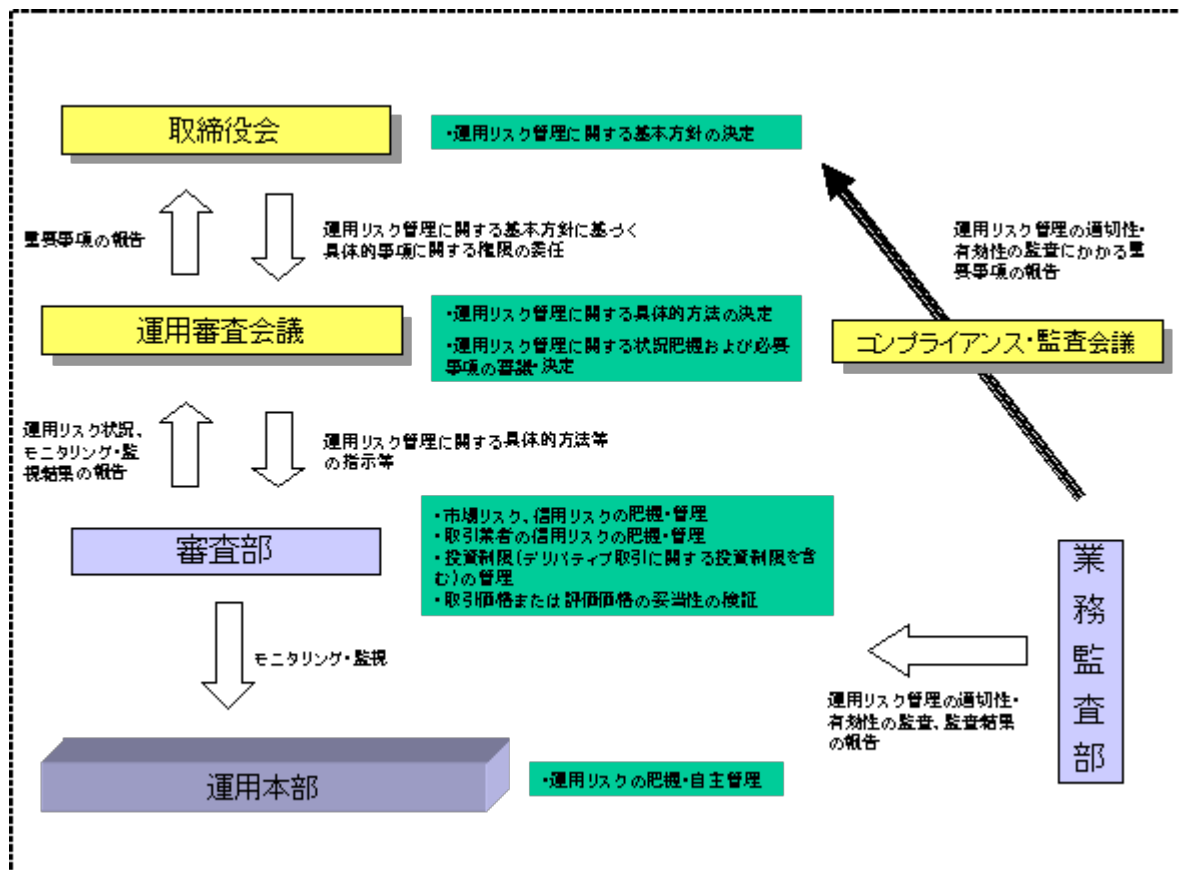 取締役会
・運用リスク管理に関する基本方針の決定
重要事項の報告
運用リスク管理に関する基本方針に基づく
具体的事項に関する権限の委任
運用リスク管理の適切性・
有効性の監査にかかる重
要事項の報告
運用審査会議
・運用リスク管理に関する具体的方法の決定
・運用リスク管理に関する状況把握および必要
事項の審議・決定
コンプライアンス・監査会議
運用リスク状況、
モニタリング・監
視結果の報告
運用リスク管理に関する具体的方法等
の指示等
審査部
・市場リスク、信用リスクの把握・管理
・取引業者の信用リスクの把握・管理
・投資制限(デリバティブ取引に関する投資制限を含
む)の管理
・取引価格または評価価格の妥当性の検証
業務監査部
モニタリング・監視
運用リスク管理の適切性・
有効性の監査、監査結果
の報告
運用本部
・運用リスクの把握・自主管理